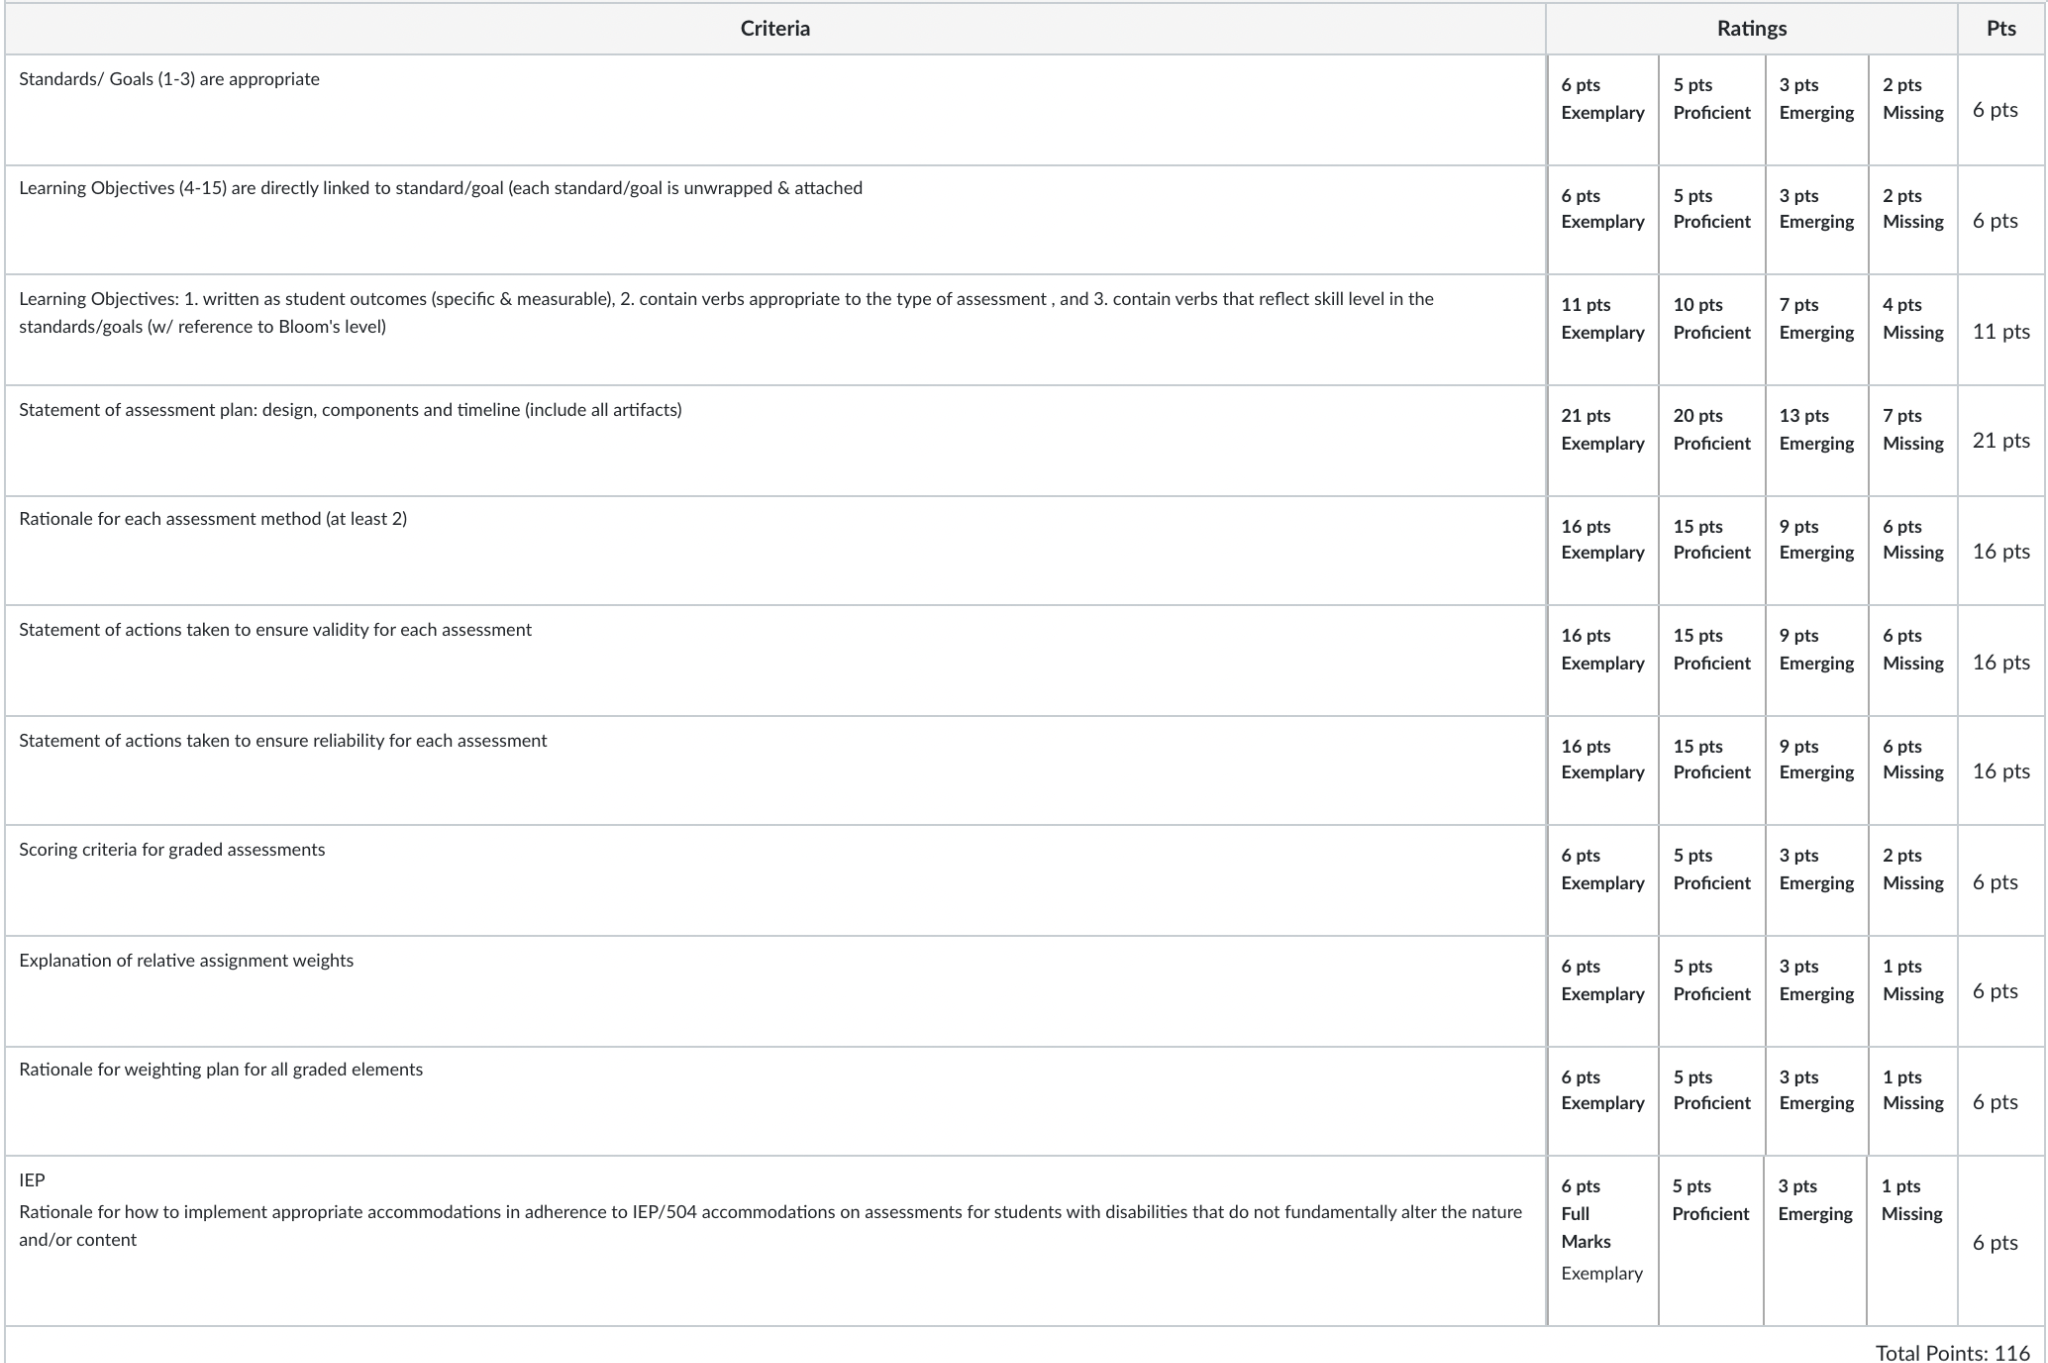 Criteria Ratings Pts
Standards/ Goals (1-3) are appropriate
6 pts 5 pts 3 pts 2 pts
Exemplary Proficient Emerging Missing
6 pts
Learning Objectives (4-15) are directly linked to standard/goal (each standard/goal is unwrapped & attached
6 pts 5 pts 3 pts 2 pts
Exemplary Proficient Emerging Missing
6 pts
Learning Objectives: 1. written as student outcomes (specific & measurable), 2. contain verbs appropriate to the type of assessment , and 3. contain verbs that reflect skill level in the
standards/goals (w/ reference to Bloom's level)
11 pts 10 pts 7 pts 4 pts
Exemplary Proficient Emerging Missing
11 pts
Statement of assessment plan: design, components and timeline (include all artifacts)
21 pts 20 pts 13 pts 7 pts
Exemplary Proficient Emerging Missing
21 pts
Rationale for each assessment method (at least 2)
16 pts 15 pts 9 pts 6 pts
Exemplary Proficient Emerging Missing
16 pts
Statement of actions taken to ensure validity for each assessment
16 pts 15 pts 9 pts 6 pts
Exemplary Proficient Emerging Missing
16 pts
Statement of actions taken to ensure reliability for each assessment
16 pts 15 pts 9 pts 6 pts
Exemplary Proficient Emerging Missing
16 pts
Scoring criteria for graded assessments
6 pts 5 pts 3 pts 2 pts
Exemplary Proficient Emerging Missing
6 pts
Explanation of relative assignment weights
6 pts 5 pts 3 pts 1 pts
Exemplary Proficient Emerging Missing
6 pts
Rationale for weighting plan for all graded elements
6 pts 5 pts 3 pts 1 pts
Exemplary Proficient Emerging Missing
6 pts
IEP
Rationale for how to implement appropriate accommodations in adherence to IEP/504 accommodations on assessments for students with disabilities that do not fundamentally alter the nature
and/or content
6 pts 5 pts 3 pts 1 pts
Full Proficient Emerging Missing
Marks
Exemplary
6 pts
Total Points: 116